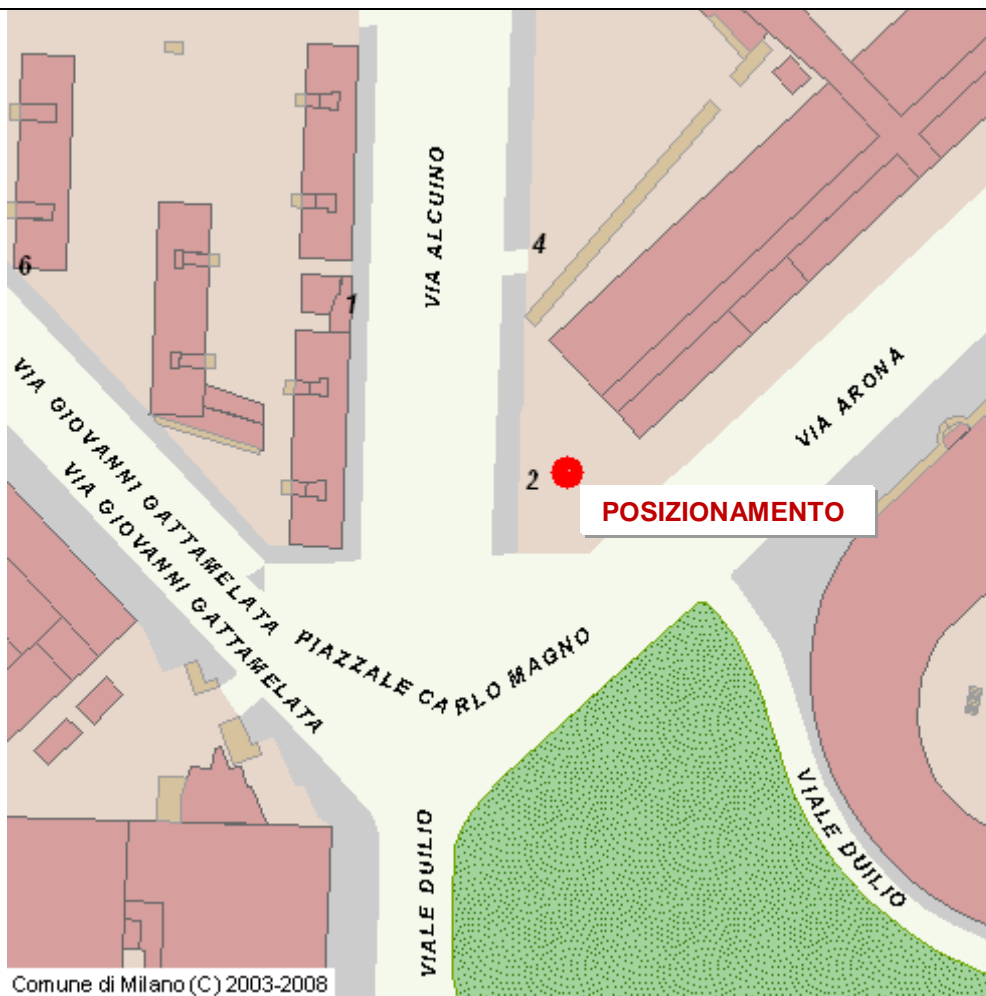 VIA ALCUINO
4
6
1
VIA ARONA
VIA GIOVANNI GATTAMELATA
VIA GIOVANNI GATTAMELATA
2
POSIZIONAMENTO
PIAZZALE CARLO MAGNO
VIALE DUILIO
VIALE DUILIO
Comune di Milano (C) 2003-2008